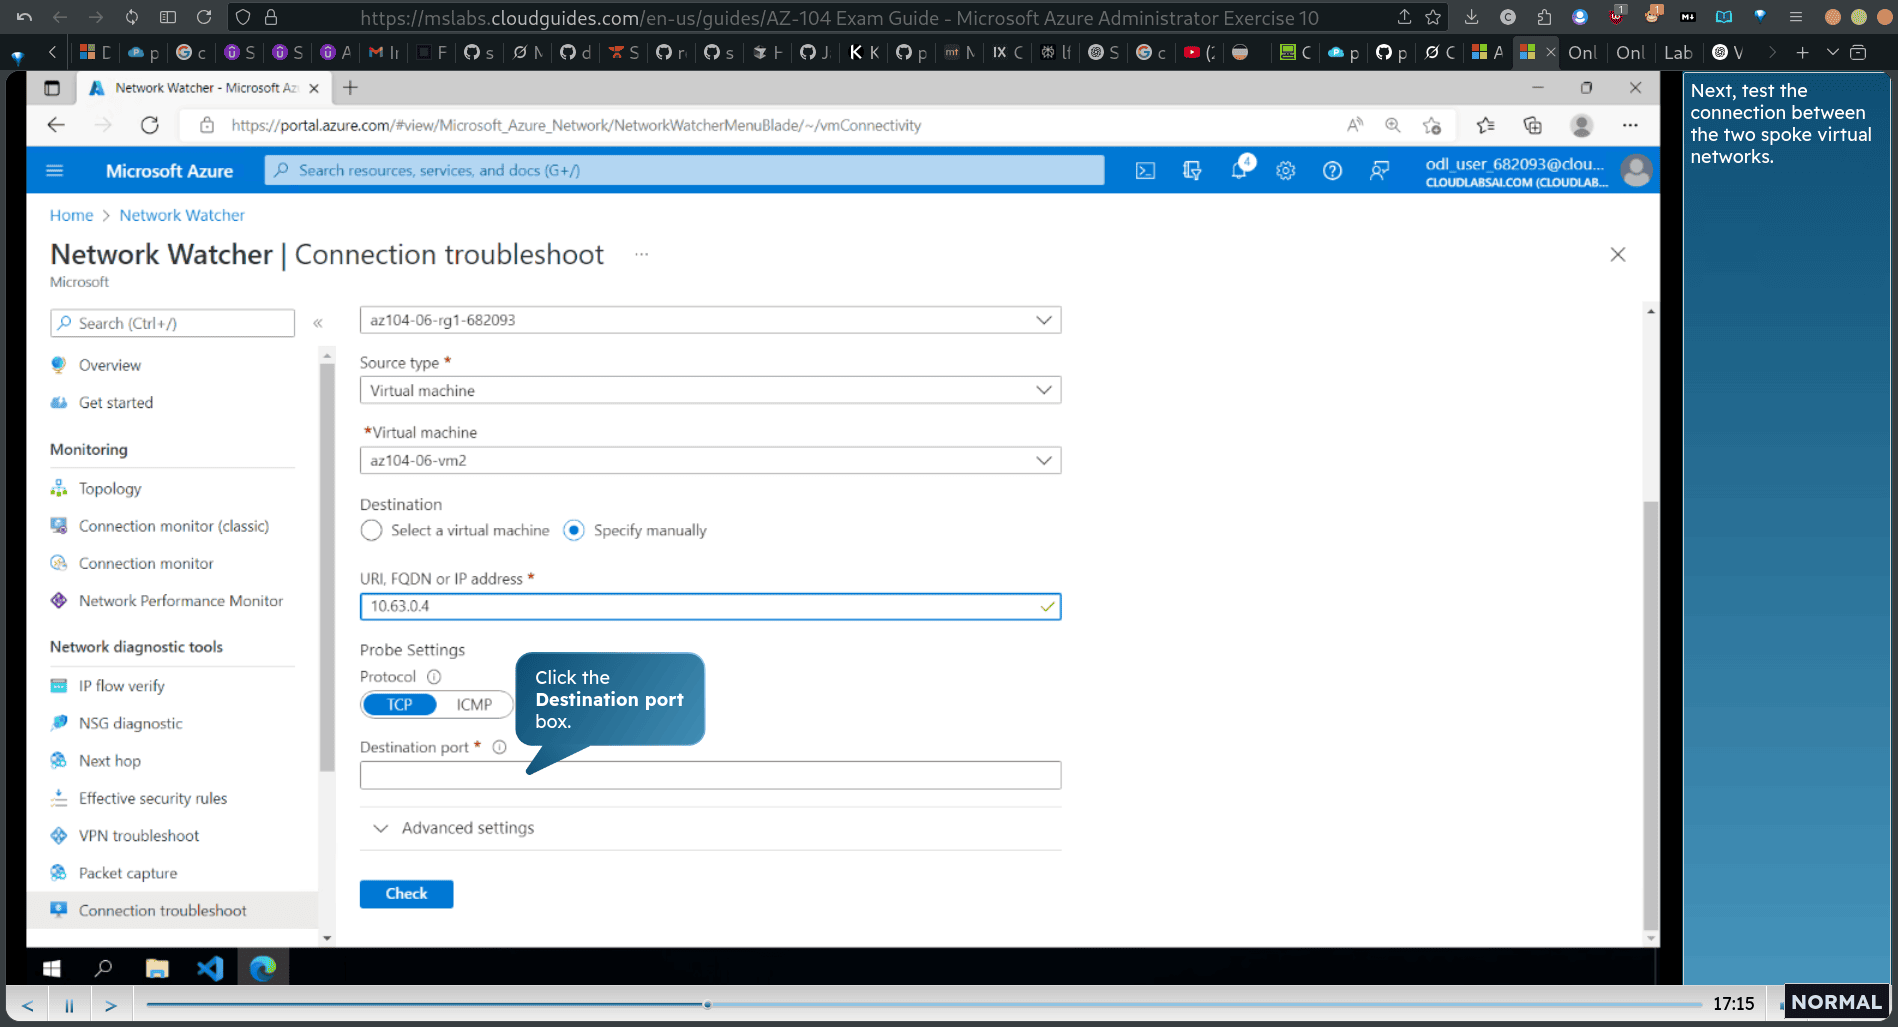 https://mslabs.cloudguides.com/en-us/guides/AZ-104 Exam Guide - Microsoft Azure Administrator Exercise 10
Onl
Onl
Lab
Network Watcher - Microsoft Az
https://portal.azure.com/#view/Microsoft_Azure_Network/NetworkWatcherMenuBlade/~/vmConnectivity
Microsoft Azure
Search resources, services, and docs (G+/)
4
odl_user_682093@clou...
CLOUDLABSAI.COM (CLOUDLAB...
Home > Network Watcher
Network Watcher | Connection troubleshoot ...
Microsoft
Search (Ctrl+/)
«
Overview
Get started
Monitoring
Topology
Connection monitor (classic)
Connection monitor
Network Performance Monitor
Network diagnostic tools
IP flow verify
NSG diagnostic
Next hop
Effective security rules
VPN troubleshoot
Packet capture
Connection troubleshoot
az104-06-rg1-682093
Source type *
Virtual machine
*Virtual machine
az104-06-vm2
Destination
Select a virtual machine
Specify manually
URI, FQDN or IP address *
10.63.0.4
Probe Settings
Protocol
TCP
ICMP
Destination port *
Click the
Destination port
box.
Advanced settings
Check
Next, test the
connection between
the two spoke virtual
networks.
17:15
NORMAL